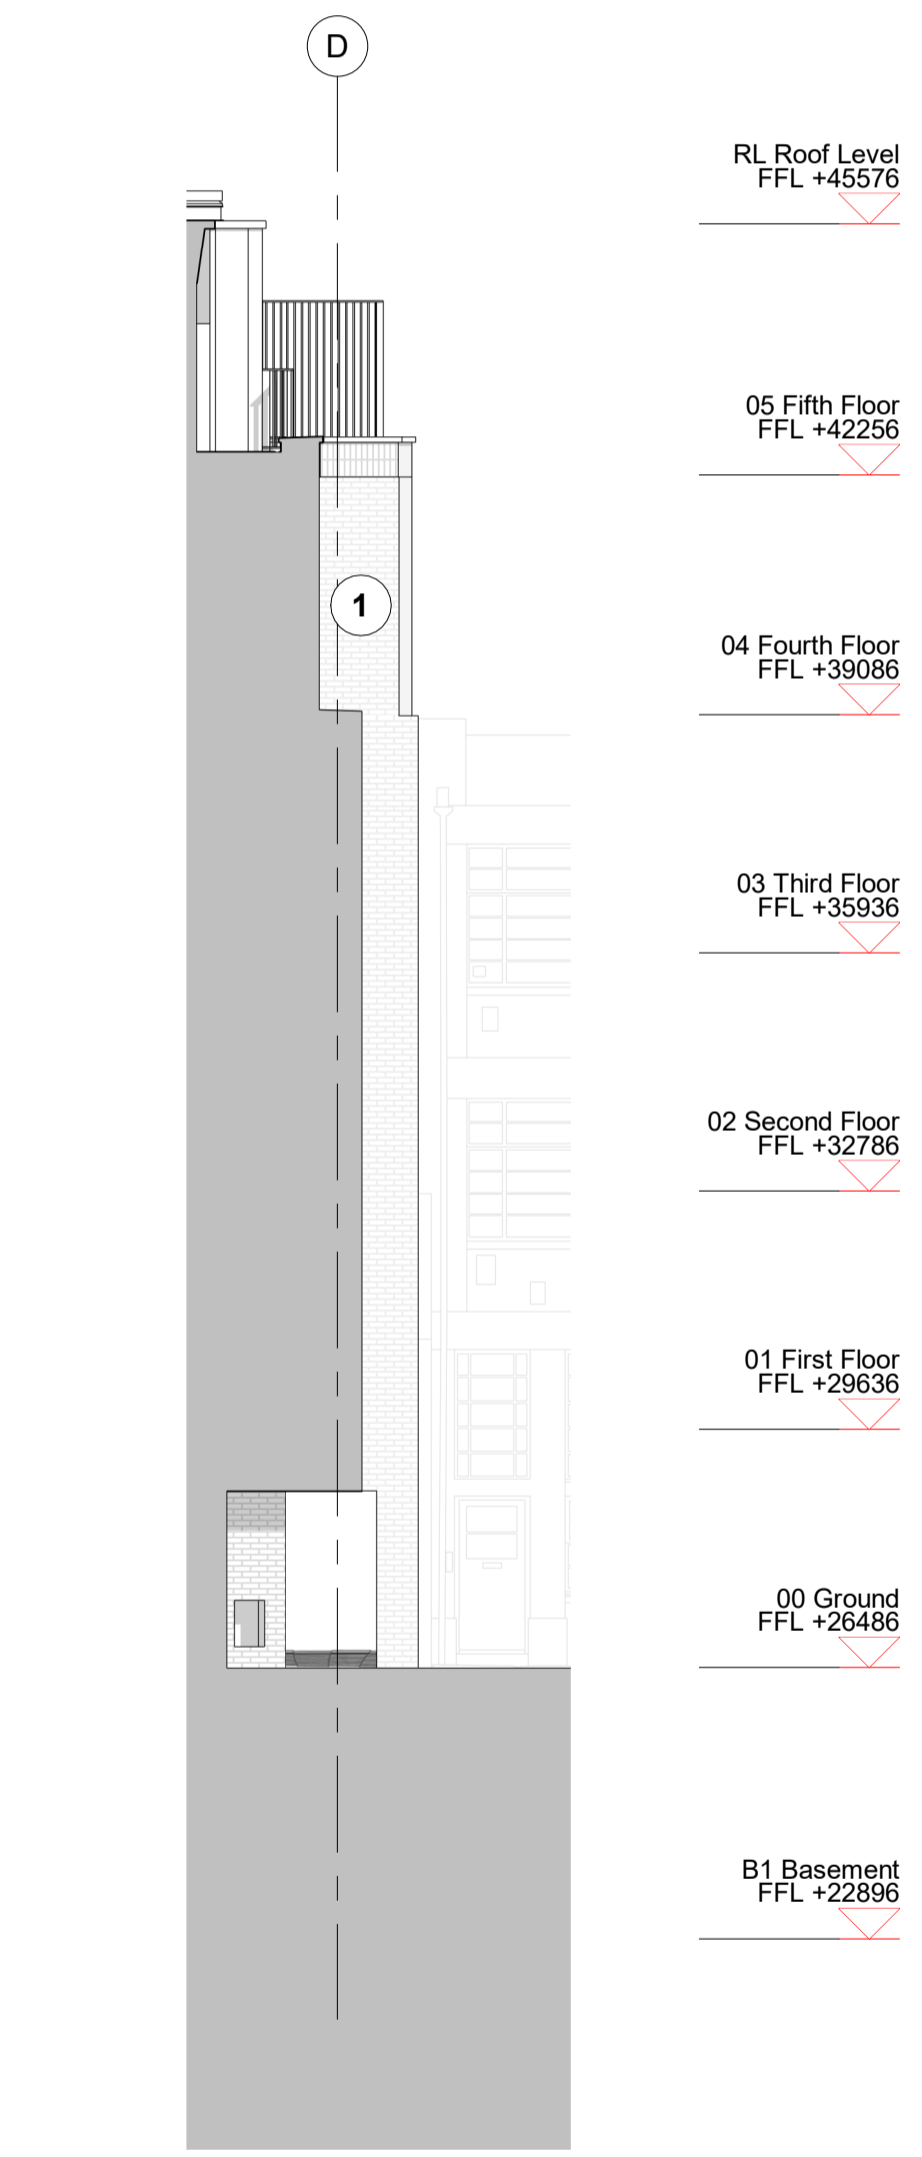 D
RL Roof Level
FFL +45576
05 Fifth Floor
FFL +42256
1
04 Fourth Floor
FFL +39086
03 Third Floor
FFL +35936
02 Second Floor
FFL +32786
01 First Floor
FFL +29636
00 Ground
FFL +26486
B1 Basement
FFL +22896